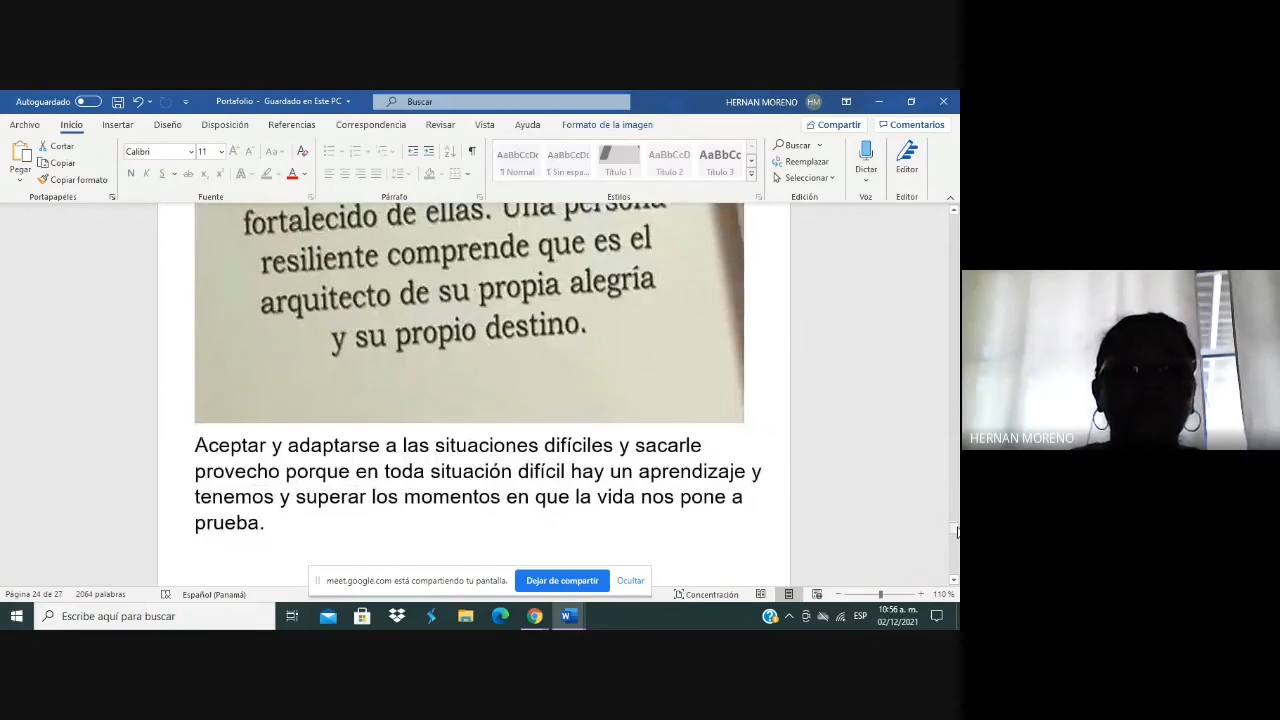 Autoguardado
Portafolio - Guardado en Este PC
Buscar
HERNAN MORENO
HM
Archivo
Inicio
Insertar
Diseño
Disposición
Referencias
Correspondencia
Revisar
Vista
Ayuda
Formato de la imagen
Compartir
Comentarios
Pegar
Cortar
Copiar
Copiar formato
Portapapeles
Calibri
11
N K S
Fuente
Párrafo
AaBbCcDc AaBbCcDc AaBbCcD AaBbCc
¶ Normal
¶ Sin espa...
Título 1
Título 2
Título 3
Estilos
Buscar
Reemplazar
Seleccionar
Edición
Dictar
Voz
Editor
Editor
fortalecido de ellas. Una persona
resiliente comprende que es el
arquitecto de su propia alegría
y su propio destino.
Aceptar y adaptarse a las situaciones difíciles y sacarle
provecho porque en toda situación difícil hay un aprendizaje y
tenemos y superar los momentos en que la vida nos pone a
prueba.
meet.google.com está compartiendo tu pantalla.
Dejar de compartir
Ocultar
Página 24 de 27
2064 palabras
Español (Panamá)
Concentración
110 %
Escribe aquí para buscar
ESP
10:56 a. m.
02/12/2021
HERNAN MORENO